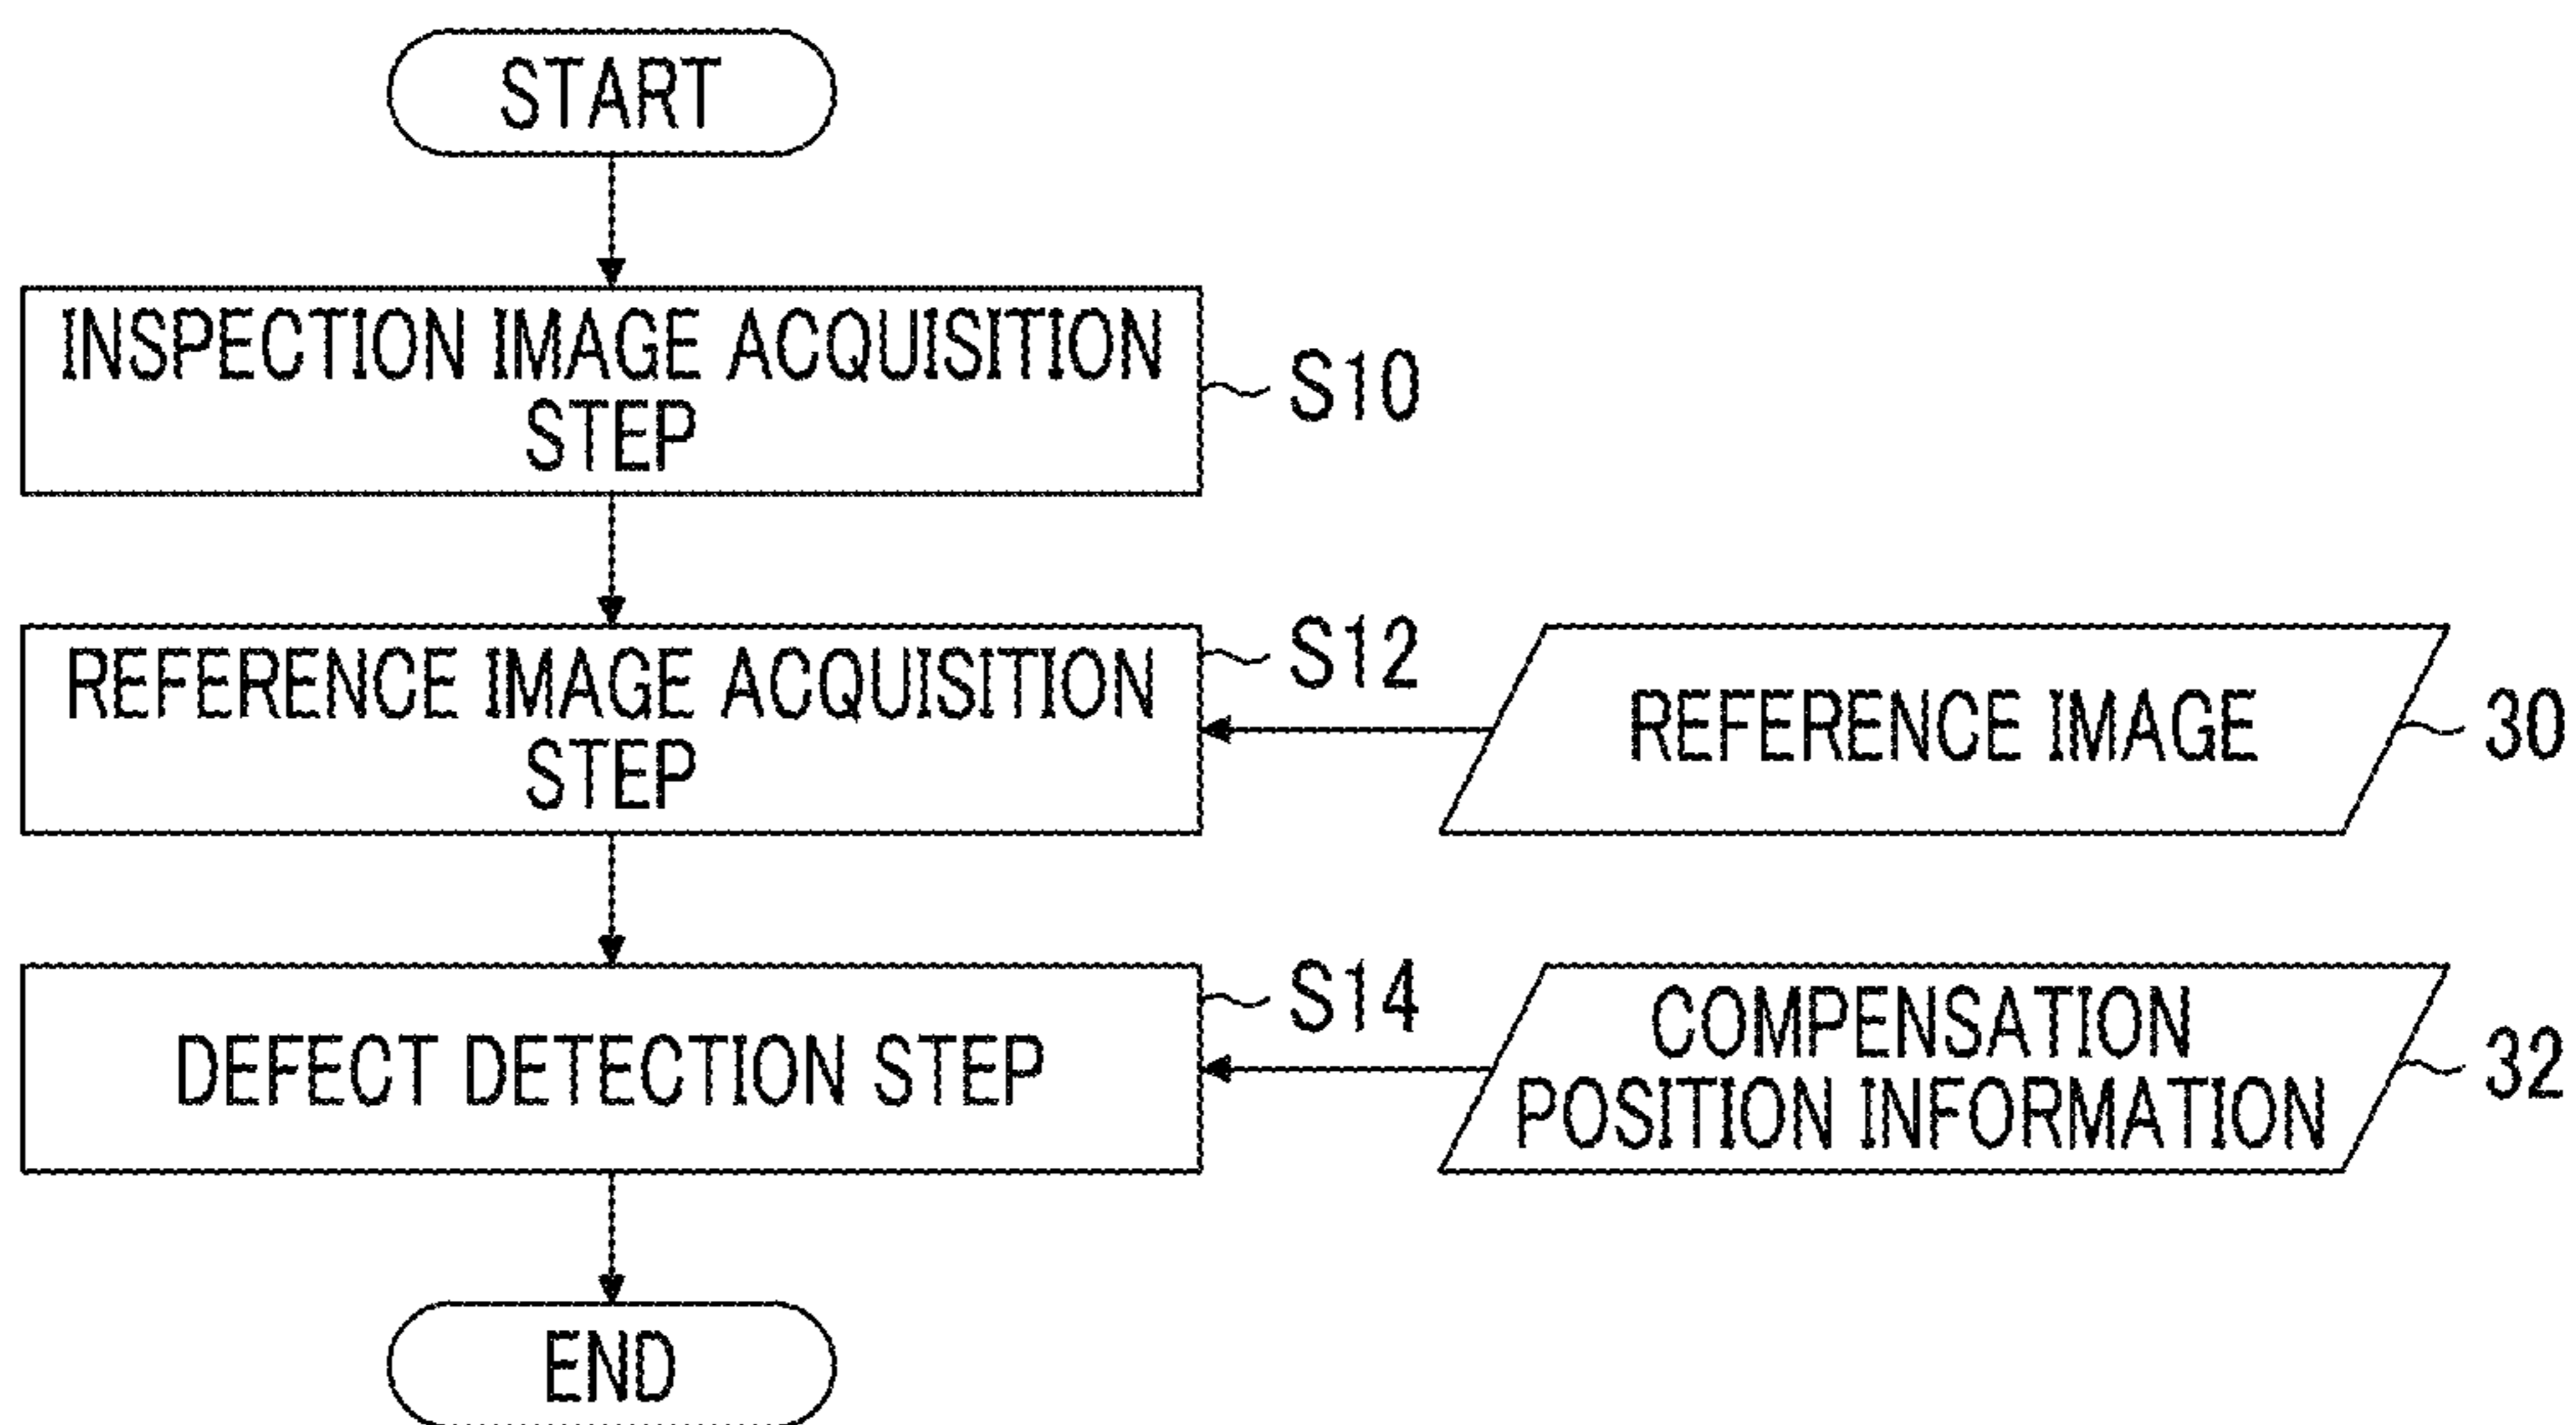 START
INSPECTION IMAGE ACQUISITION
STEP
S10
REFERENCE IMAGE ACQUISITION
STEP
S12
REFERENCE IMAGE
30
DEFECT DETECTION STEP
S14
COMPENSATION
POSITION INFORMATION
32
END